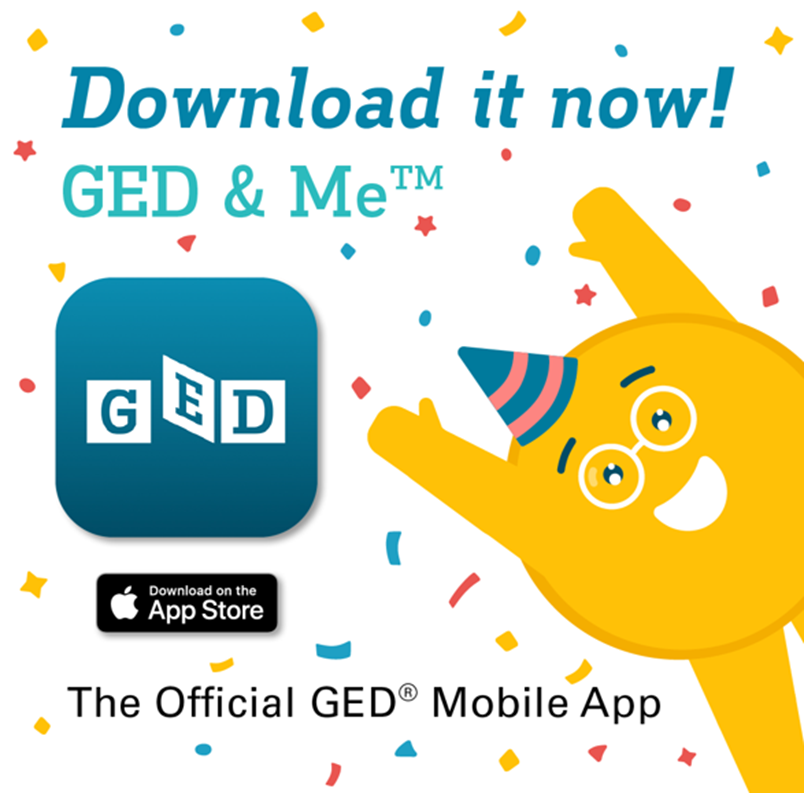 Download it now!
GED & Me™
GED
Download on the
App Store
The Official GED® Mobile App